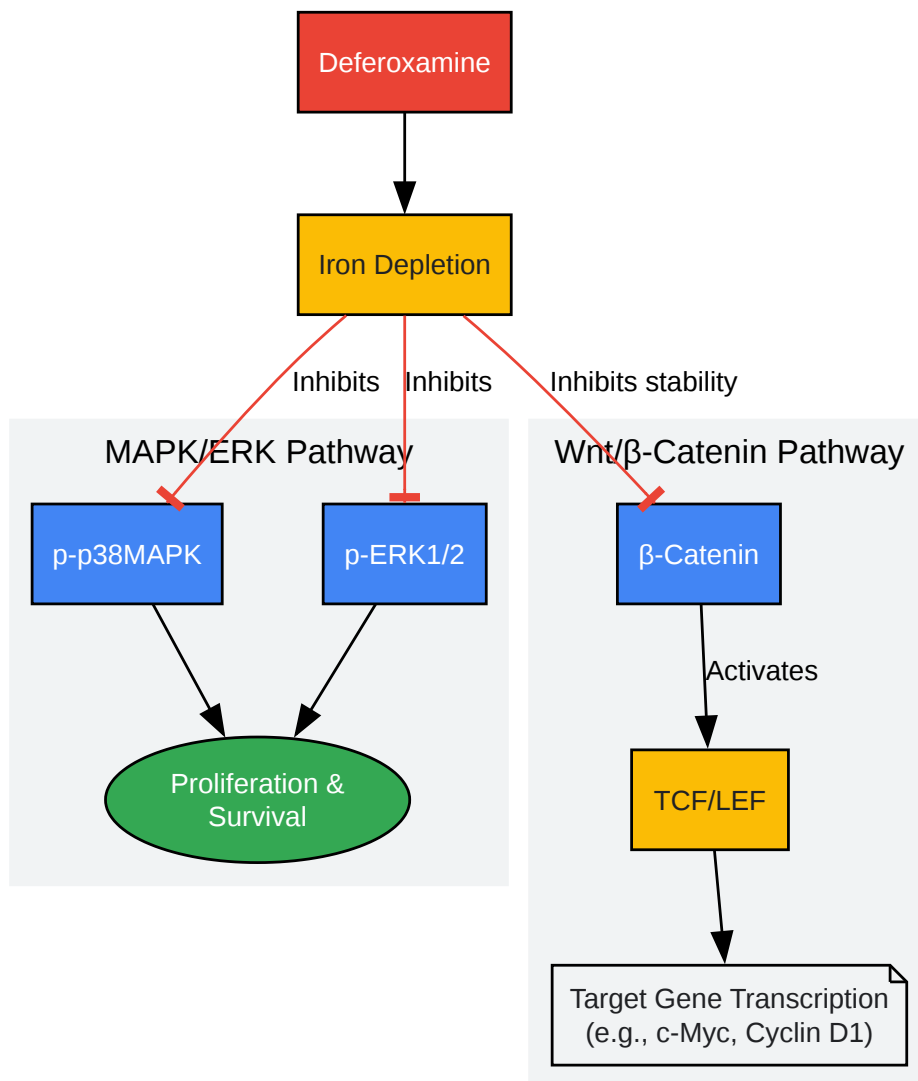 Deferoxamine
Iron Depletion
Inhibits
Inhibits
Inhibits stability
MAPK/ERK Pathway
Wnt/β-Catenin Pathway
p-p38MAPK
p-ERK1/2
β-Catenin
Activates
Proliferation &
Survival
TCF/LEF
Target Gene Transcription
(e.g., c-Myc, Cyclin D1)